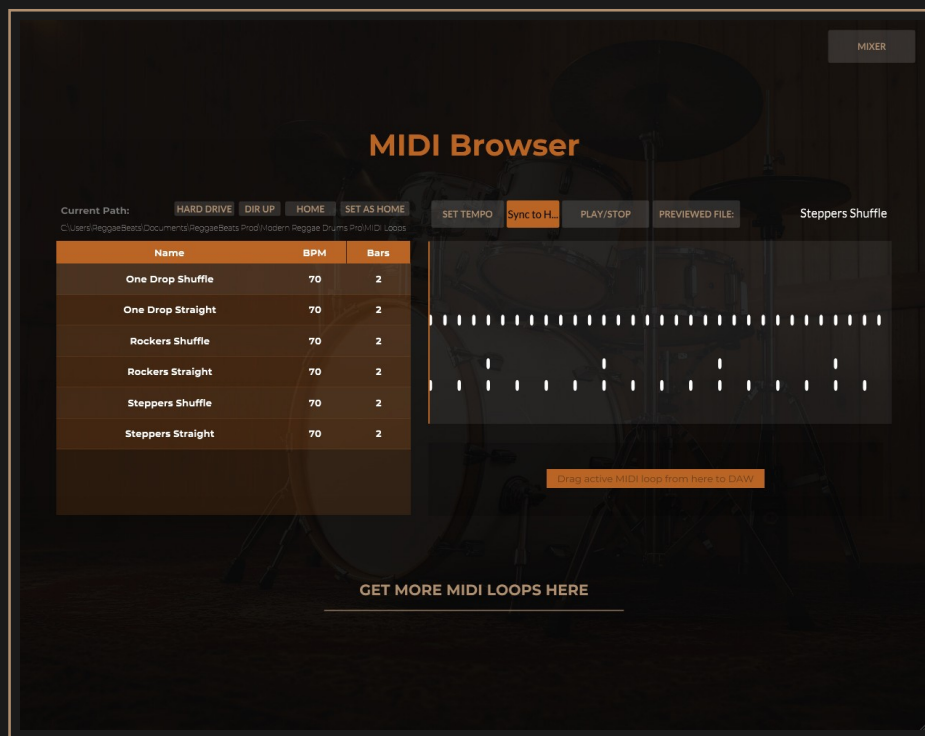 MIXER
MIDI Browser
Current Path: HARD DRIVE DIR UP HOME SET AS HOME
C:\Users\ReggaeBeats\Documents\ReggaeBeats Prod\Modern Reggae Drums Pro\MIDI Loops
SET TEMPO Sync to H... PLAY/STOP PREVIEWED FILE: Steppers Shuffle
Name BPM Bars
One Drop Shuffle 70 2
One Drop Straight 70 2
Rockers Shuffle 70 2
Rockers Straight 70 2
Steppers Shuffle 70 2
Steppers Straight 70 2
Drag active MIDI loop from here to DAW
GET MORE MIDI LOOPS HERE